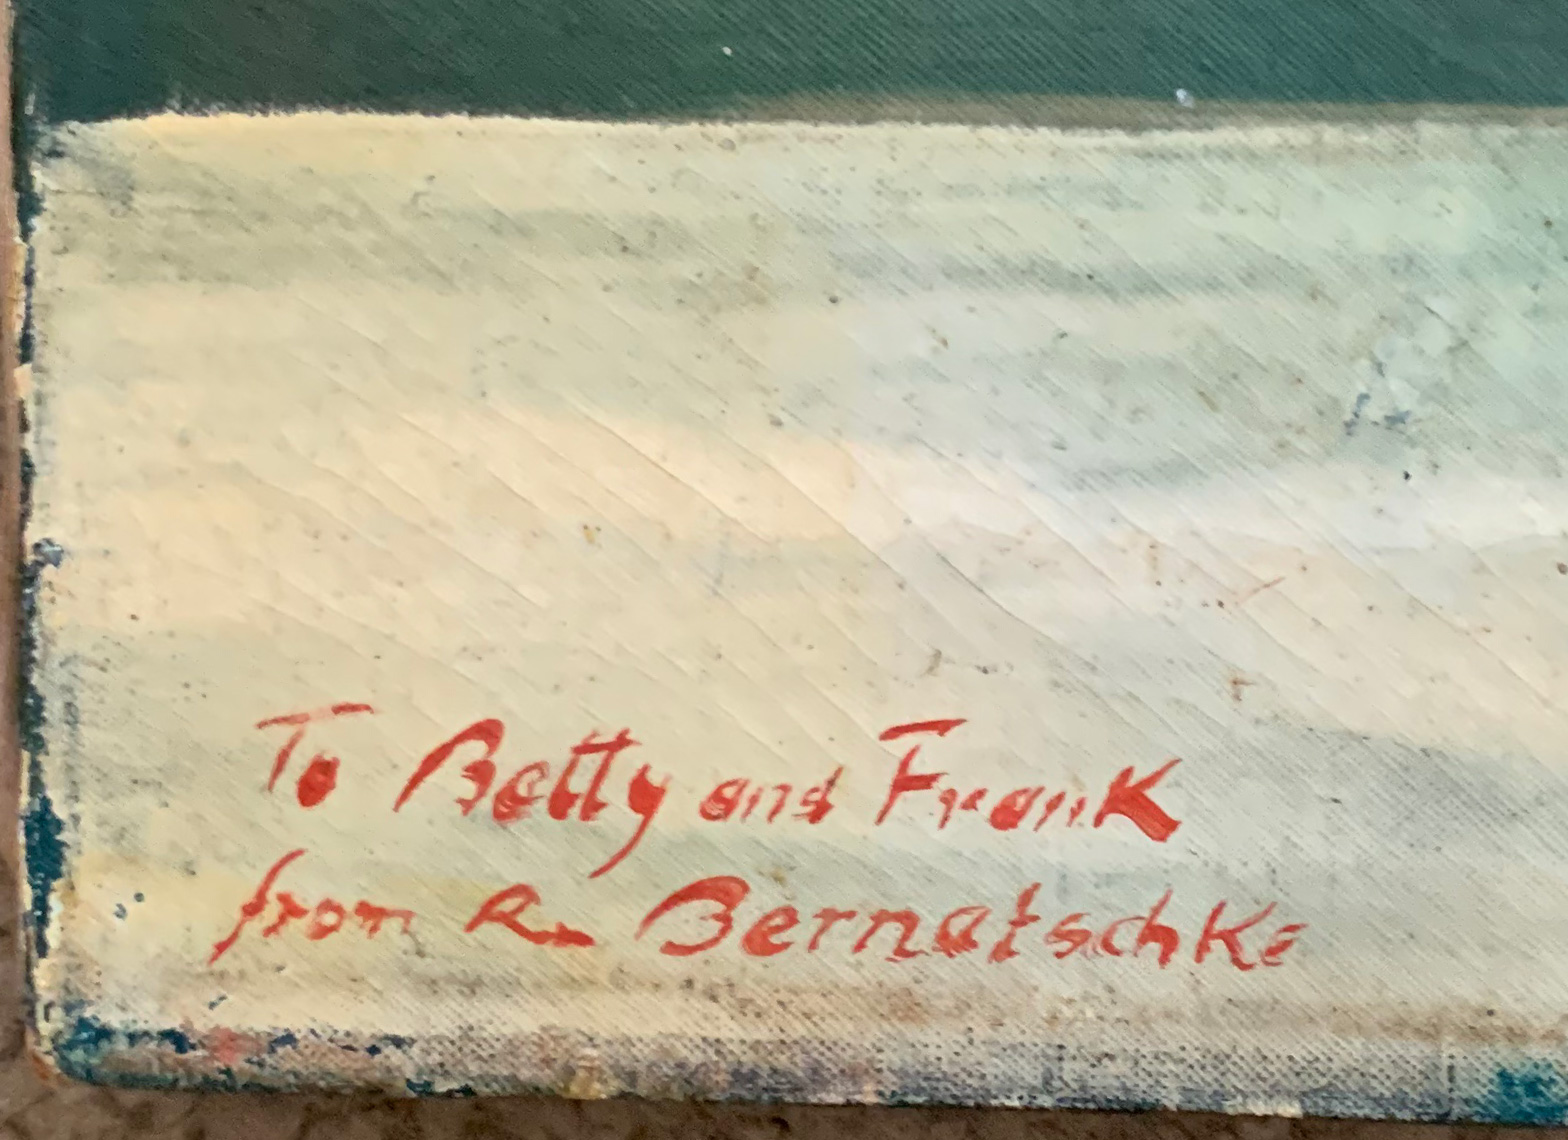 To Betty and Frank
from R. Bernatschke